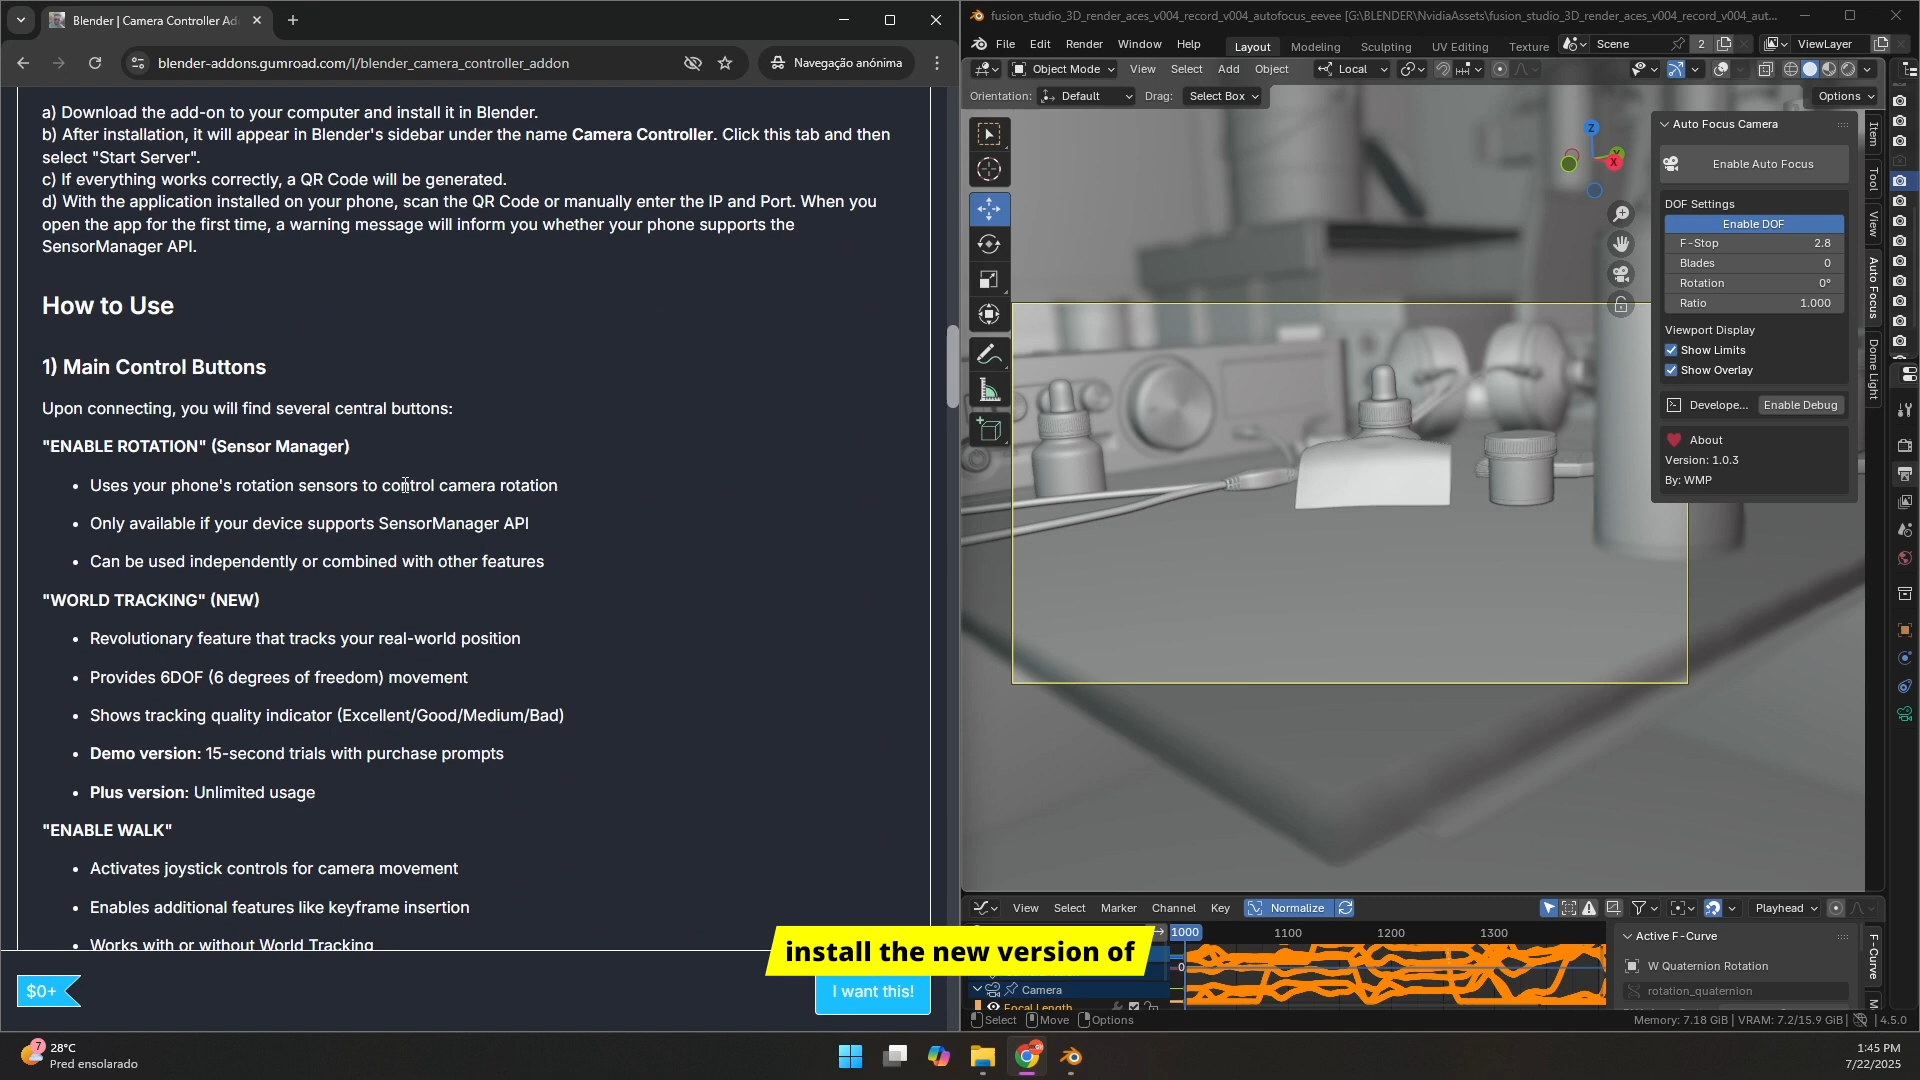 Blender | Camera Controller Ad
blender-addons.gumroad.com/l/blender_camera_controller_addon
Navegação anónima
a) Download the add-on to your computer and install it in Blender.
b) After installation, it will appear in Blender's sidebar under the name Camera Controller. Click this tab and then
select "Start Server".
c) If everything works correctly, a QR Code will be generated.
d) With the application installed on your phone, scan the QR Code or manually enter the IP and Port. When you
open the app for the first time, a warning message will inform you whether your phone supports the
SensorManager API.
How to Use
1) Main Control Buttons
Upon connecting, you will find several central buttons:
"ENABLE ROTATION" (Sensor Manager)
• Uses your phone's rotation sensors to control camera rotation
• Only available if your device supports SensorManager API
• Can be used independently or combined with other features
"WORLD TRACKING" (NEW)
• Revolutionary feature that tracks your real-world position
• Provides 6DOF (6 degrees of freedom) movement
• Shows tracking quality indicator (Excellent/Good/Medium/Bad)
• Demo version: 15-second trials with purchase prompts
• Plus version: Unlimited usage
"ENABLE WALK"
• Activates joystick controls for camera movement
• Enables additional features like keyframe insertion
• Works with or without World Tracking
$0+
I want this!
install the new version of
fusion_studio_3D_render_aces_v004_record_v004_autofocus_eevee [G:\BLENDER\NvidiaAssets\fusion_studio_3D_render_aces_v004_record_v004_aut...
File Edit Render Window Help Layout Modeling Sculpting UV Editing Texture Scene 2 ViewLayer
Object Mode View Select Add Object Local
Orientation: Default Drag: Select Box Options
Z
Y
X
Auto Focus Camera
Enable Auto Focus
DOF Settings
Enable DOF
F-Stop 2.8
Blades 0
Rotation 0°
Ratio 1.000
Viewport Display
Show Limits
Show Overlay
Develope... Enable Debug
About
Version: 1.0.3
By: WMP
Item
Tool
View
Auto Focus
Dome Light
View Select Marker Channel Key Normalize Playhead
1000 1100 1200 1300
0
Camera
Focal Length
Active F-Curve
W Quaternion Rotation
rotation_quaternion
F-Curve
M
Select Move Options
Memory: 7.18 GiB | VRAM: 7.2/15.9 GiB | 4.5.0
7
28°C
Pred ensolarado
1:45 PM
7/22/2025